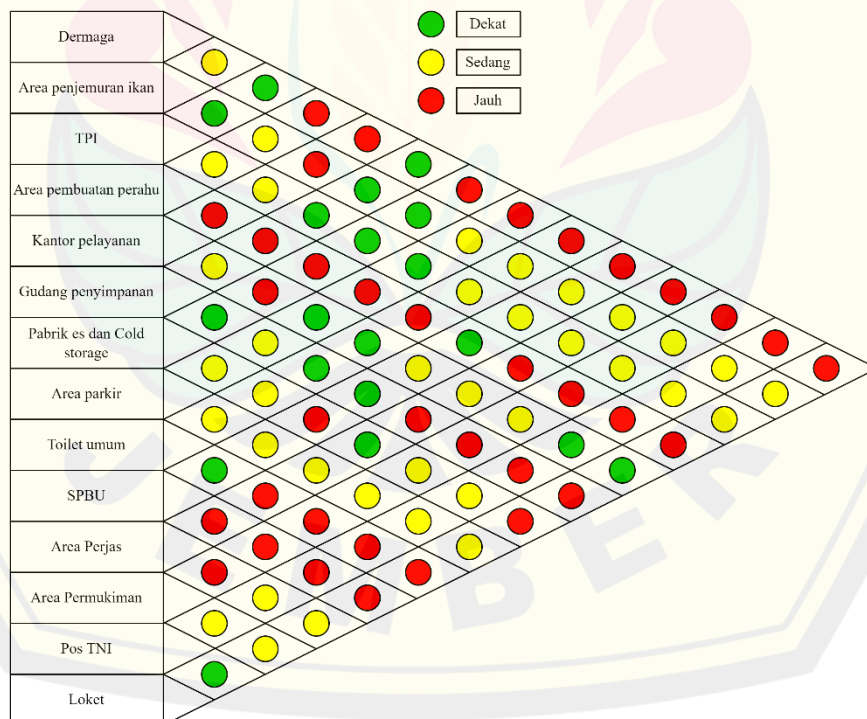 Dermaga
Area penjemuran ikan
TPI
Area pembuatan perahu
Kantor pelayanan
Gudang penyimpanan
Pabrik es dan Cold
storage
Area parkir
Toilet umum
SPBU
Area Perjas
Area Permukiman
Pos TNI
Loket
Dekat
Sedang
Jauh
JEMBER